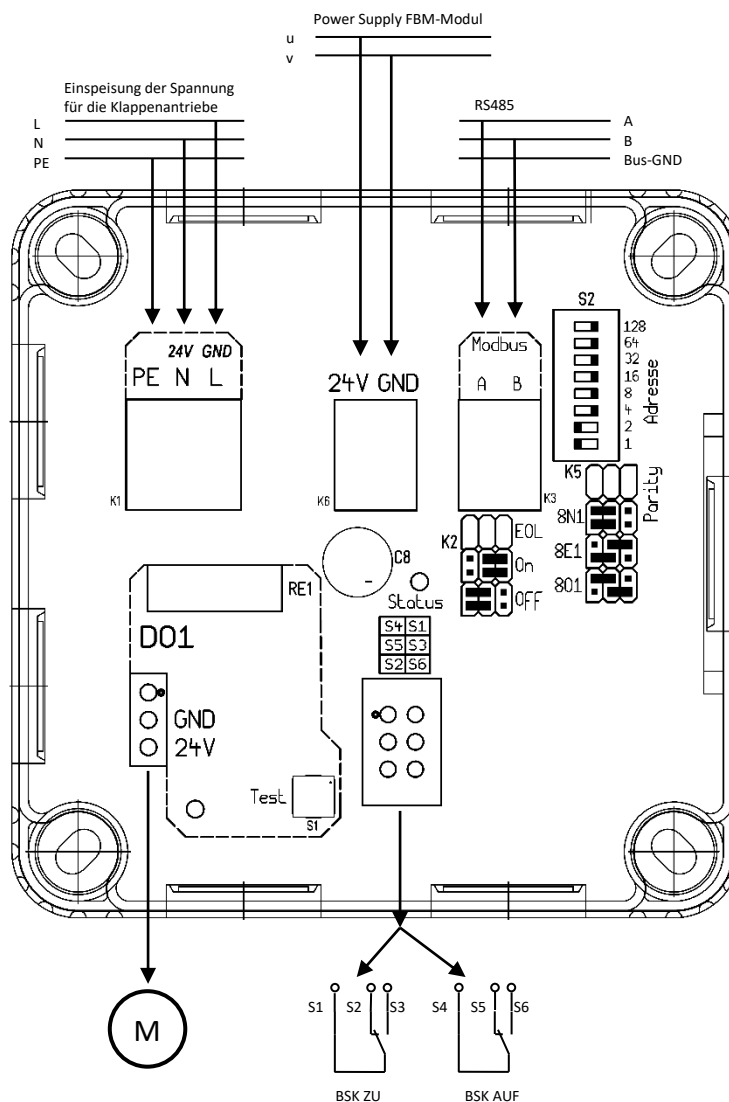 Power Supply FBM-Modul
u
v
Einspeisung der Spannung
für die Klappenantriebe
L
N
PE
RS485
A
B
Bus-GND
S2
128
64
32
16
8
4
2
1
Adresse
24V GND
PE N L
K1
24V GND
K6
Modbus
A B
K3
K5
Parity
8N1
8E1
8O1
K2
EOL
On
OFF
C8
Status
S4 S1
S5 S3
S2 S6
RE1
DO1
GND
24V
Test
S1
M
S1 S2 S3
S4 S5 S6
BSK ZU
BSK AUF